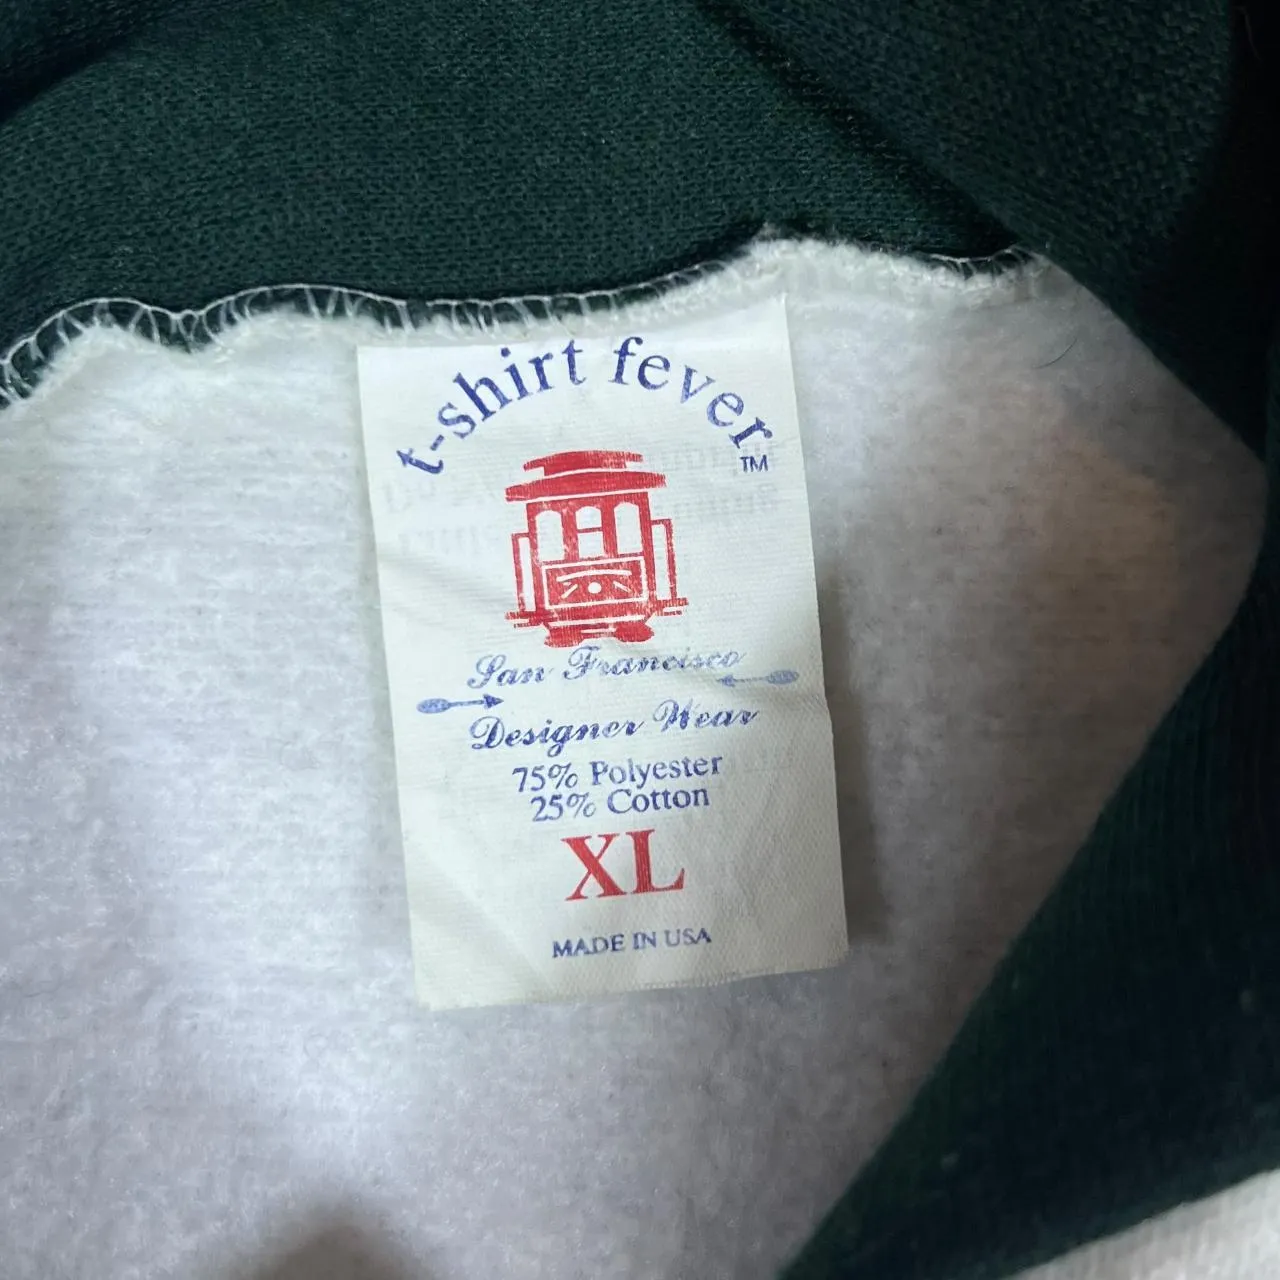 t-shirt fever
TM
San Francisco
Designer Wear
75% Polyester
25% Cotton
XL
MADE IN USA